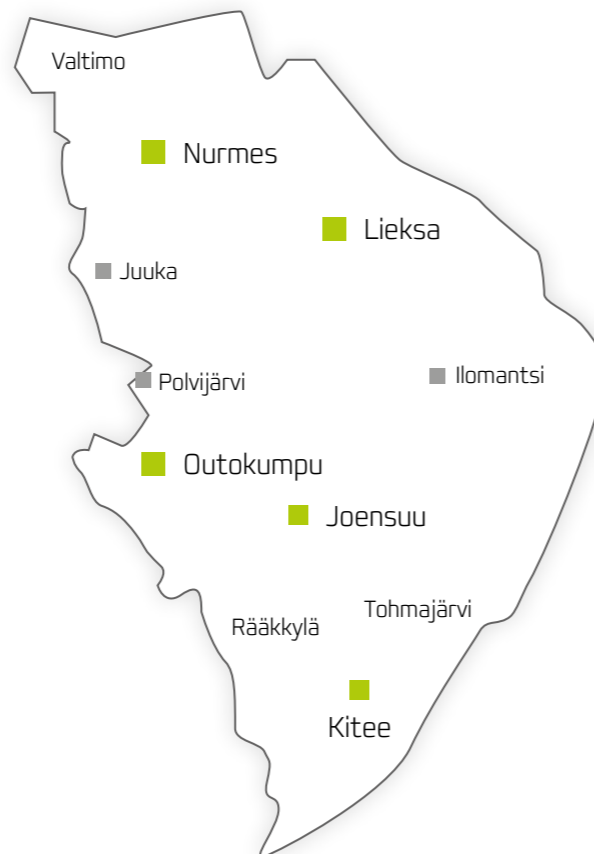 Valtimo
Nurmes
Lieksa
Juuka
Ilomantsi
Polvijärvi
Outokumpu
Joensuu
Tohmajärvi
Rääkkylä
Kitee